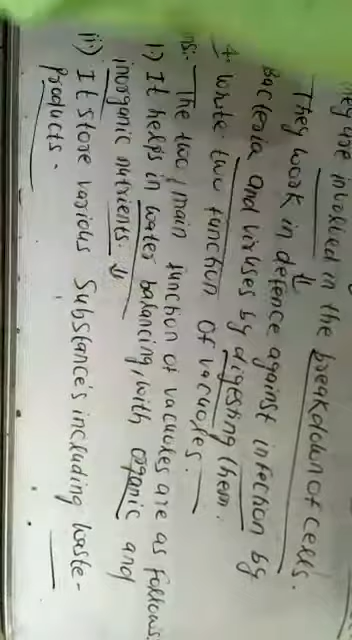 they are involved in the breakdown of cells.
They work in defence against infection by
Bacteria and viruses by digesting them.
4. Write two function of vacuoles.
ns:- The two main function of vacuoles are as follows:
1) It helps in water balancing, with organic and
inorganic nutrients.
ii) It store various Substance's including waste-
Products.